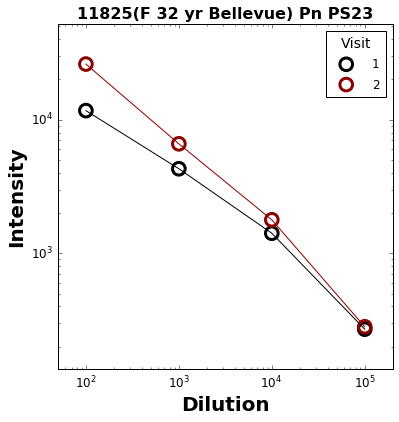 11825(F 32 yr Bellevue) Pn PS23
Visit
1
2
10^4
10^3
Intensity
10^2 10^3 10^4 10^5
Dilution